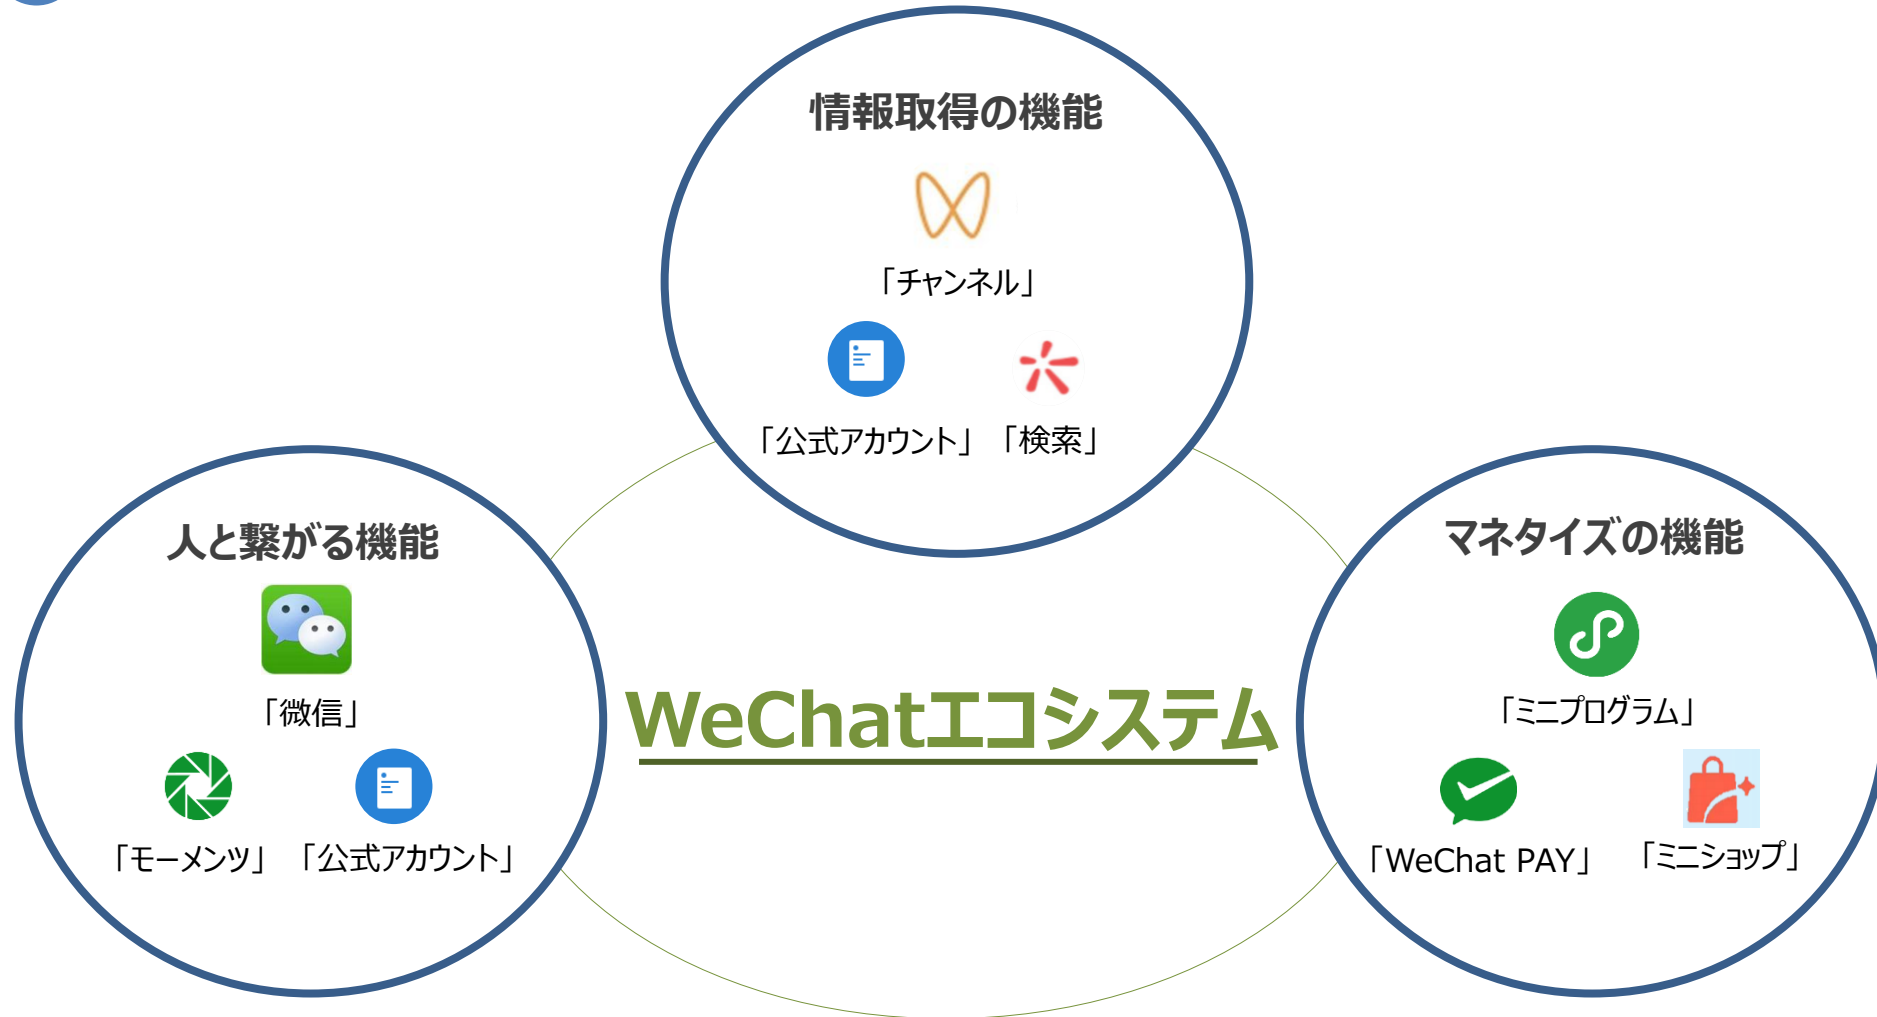 情報取得の機能
「チャンネル」
「公式アカウント」 「検索」
人と繋がる機能
「微信」
「モーメンツ」 「公式アカウント」
WeChatエコシステム
マネタイズの機能
「ミニプログラム」
「WeChat PAY」 「ミニショップ」